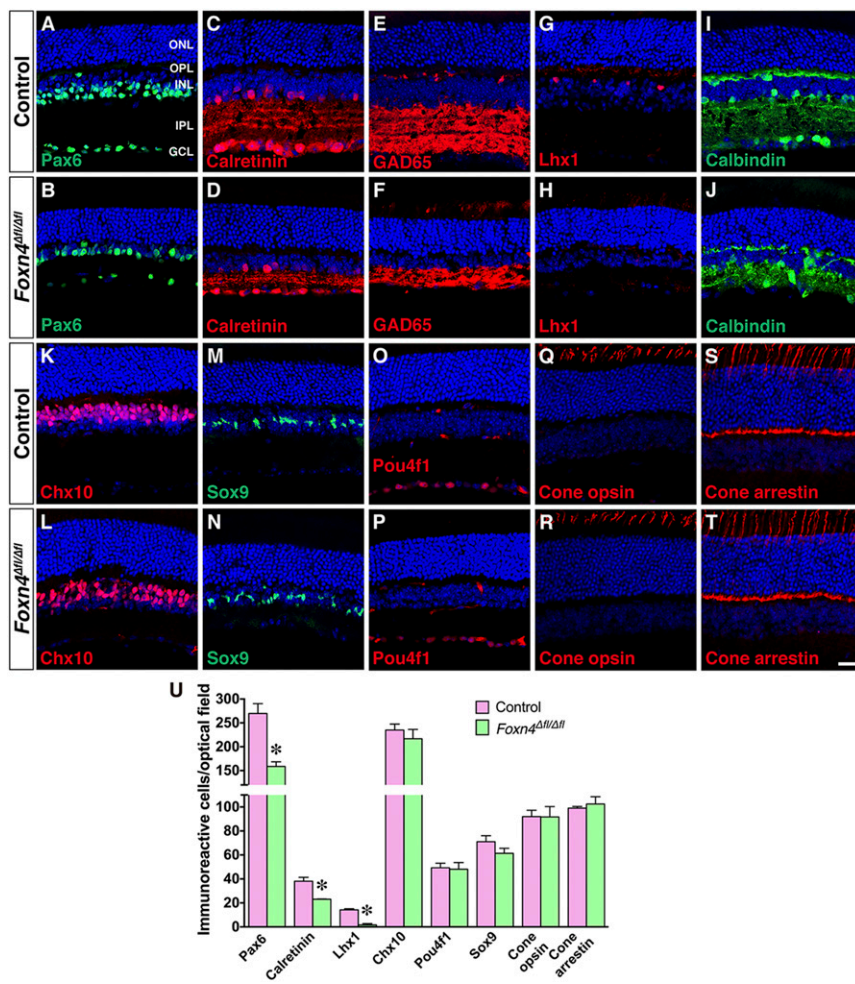 A
C
E
G
I
Control
ONL
OPL
INL
IPL
GCL
Pax6
Calretinin
GAD65
Lhx1
Calbindin
B
D
F
H
J
Foxn4Δfl/Δfl
Pax6
Calretinin
GAD65
Lhx1
Calbindin
K
M
O
Q
S
Control
Chx10
Sox9
Pou4f1
Cone opsin
Cone arrestin
L
N
P
R
T
Foxn4Δfl/Δfl
Chx10
Sox9
Pou4f1
Cone opsin
Cone arrestin
U
Immunoreactive cells/optical field
300
250
200
150
100
80
60
40
20
0
Control
Foxn4Δfl/Δfl
*
*
*
Pax6
Calretinin
Lhx1
Chx10
Pou4f1
Sox9
Cone
opsin
Cone
arrestin